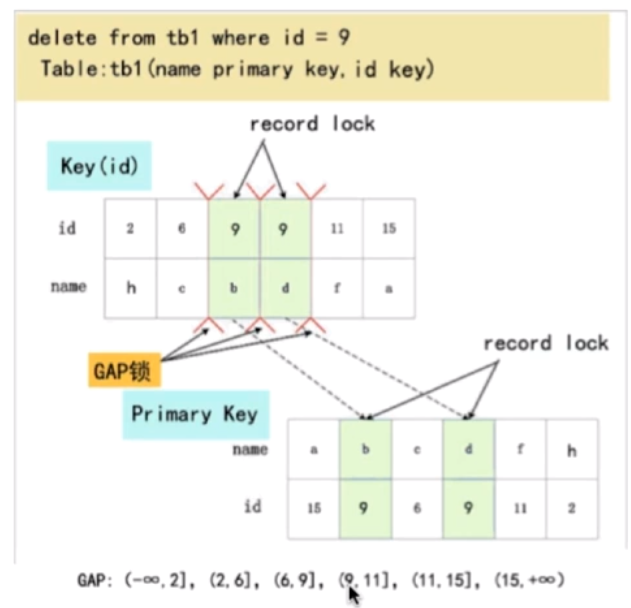 delete from tb1 where id = 9
Table:tb1(name primary key, id key)
record lock
Key(id)
id 2 6 9 9 11 15
name h c b d f a
GAP锁
record lock
Primary Key
name a b c d f h
id 15 9 6 9 11 2
GAP: (-∞,2], (2,6], (6,9], (9,11], (11,15], (15,+∞)